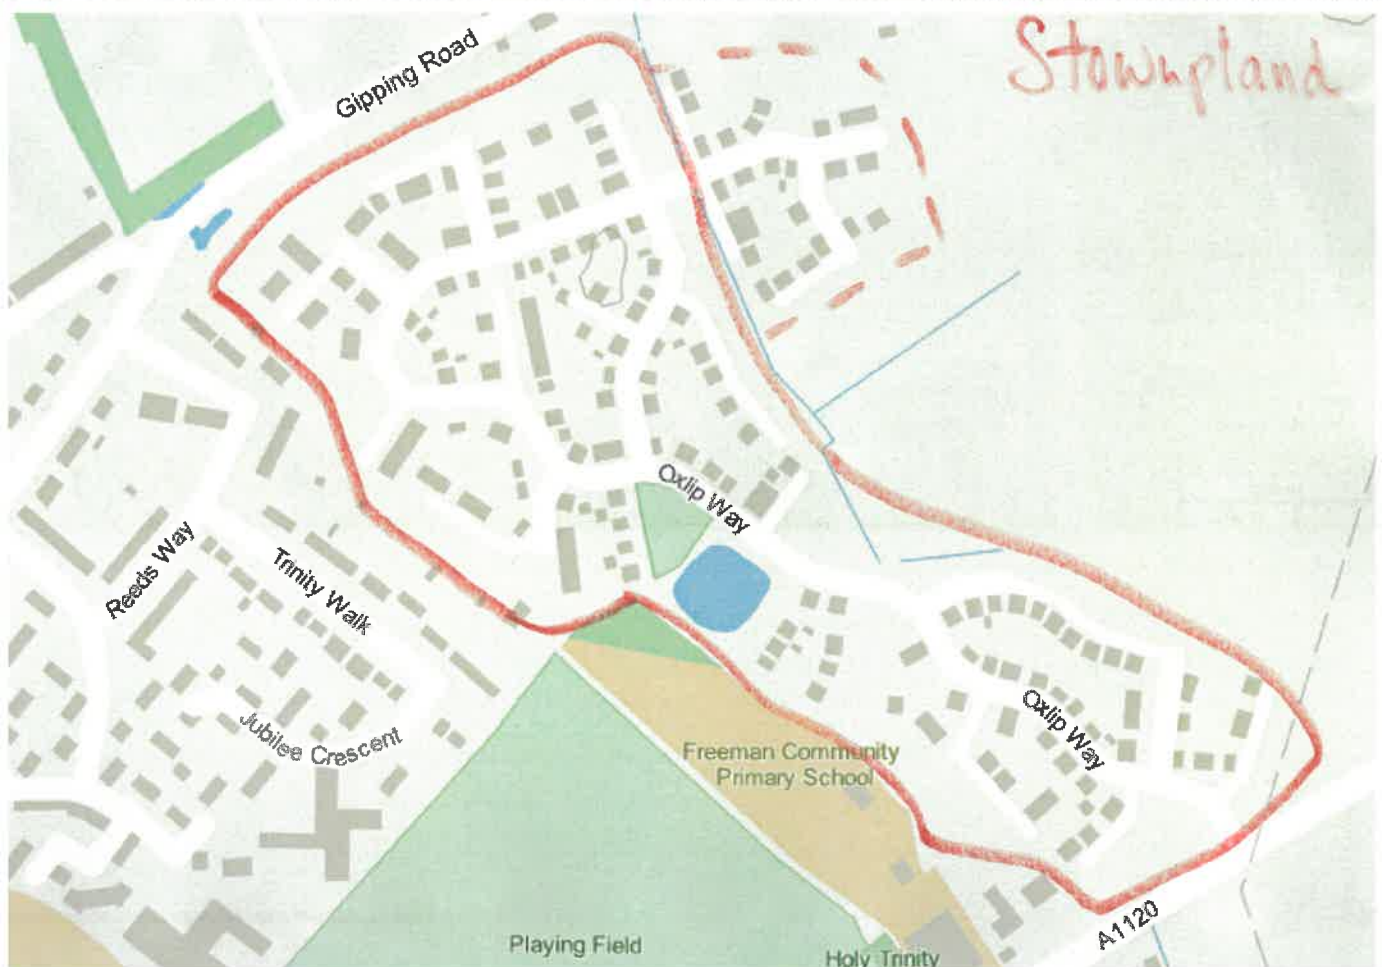 Stownpland
Gipping Road
Oxlip Way
Reeds Way
Trinity Walk
Jubilee Crescent
Oxlip Way
Freeman Community
Primary School
A1120
Playing Field
Holy Trinity